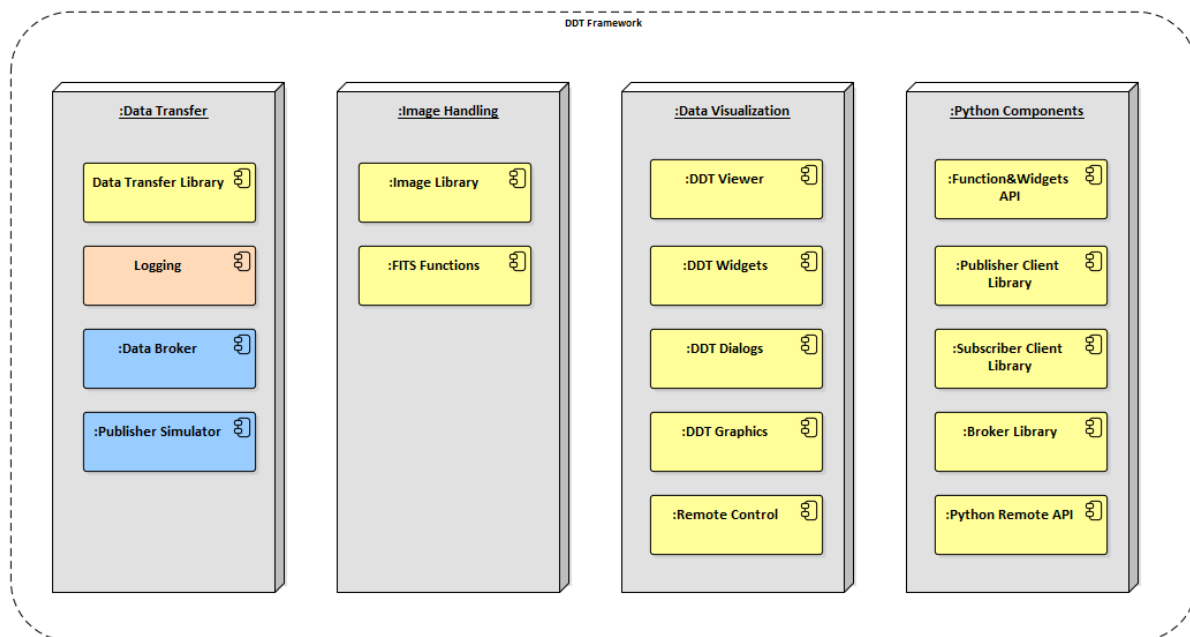 DDT Framework
:Data Transfer
Data Transfer Library
Logging
:Data Broker
:Publisher Simulator
:Image Handling
:Image Library
:FITS Functions
:Data Visualization
:DDT Viewer
:DDT Widgets
:DDT Dialogs
:DDT Graphics
:Remote Control
:Python Components
:Function&Widgets
API
:Publisher Client
Library
:Subscriber Client
Library
:Broker Library
:Python Remote API